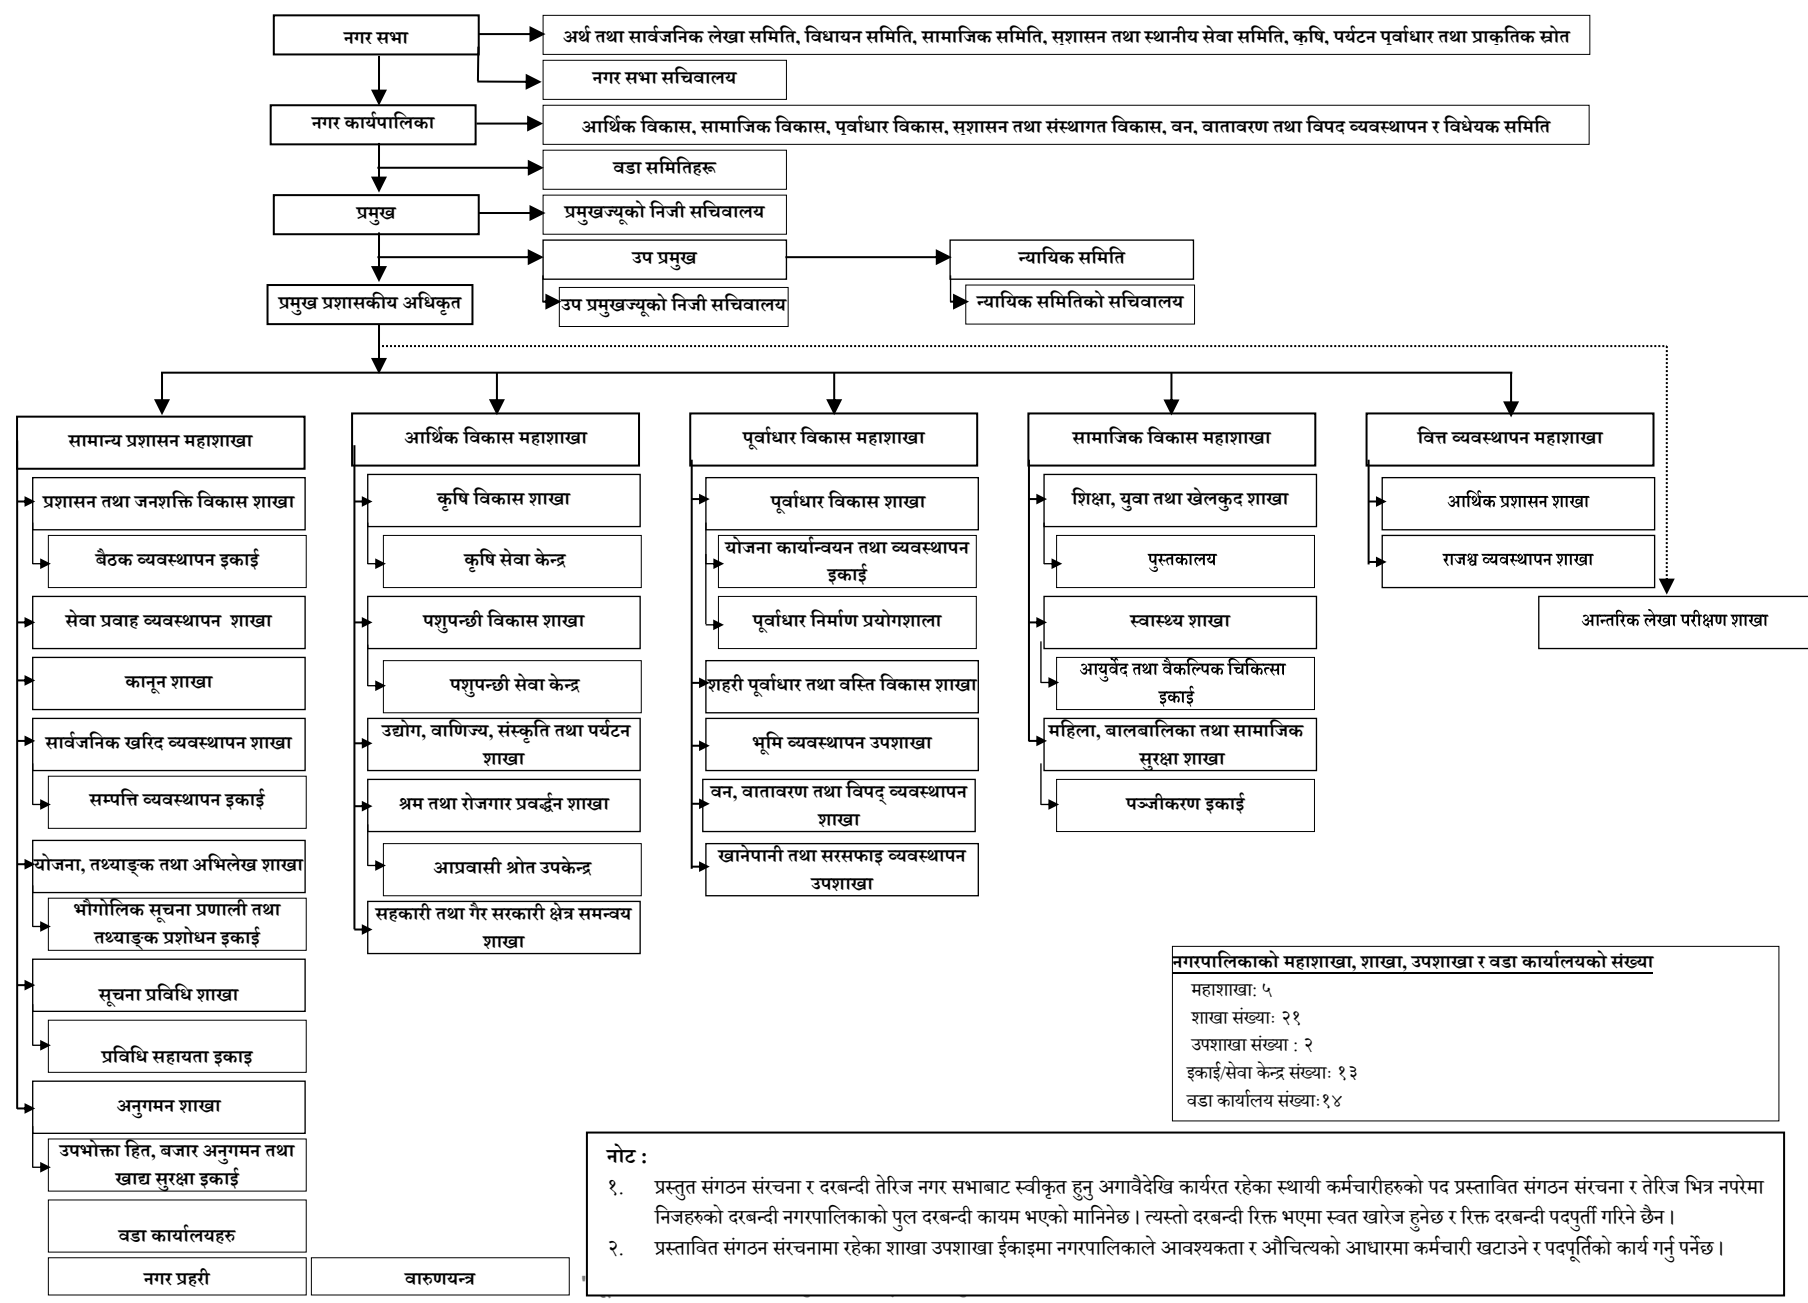 नगर सभा
अर्थ तथा सार्वजनिक लेखा समिति, विधायन समिति, सामाजिक समिति, सुशासन तथा स्थानीय सेवा समिति, कृषि, पर्यटन पूर्वाधार तथा प्राकृतिक स्रोत
नगर सभा सचिवालय
नगर कार्यपालिका
आर्थिक विकास, सामाजिक विकास, पूर्वाधार विकास, सुशासन तथा संस्थागत विकास, वन, वातावरण तथा विपद व्यवस्थापन र विधेयक समिति
वडा समितिहरू
प्रमुख
प्रमुखज्यूको निजी सचिवालय
उप प्रमुख
न्यायिक समिति
प्रमुख प्रशासकीय अधिकृत
उप प्रमुखज्यूको निजी सचिवालय
न्यायिक समितिको सचिवालय
सामान्य प्रशासन महाशाखा
प्रशासन तथा जनशक्ति विकास शाखा
बैठक व्यवस्थापन इकाई
सेवा प्रवाह व्यवस्थापन शाखा
कानून शाखा
सार्वजनिक खरिद व्यवस्थापन शाखा
सम्पत्ति व्यवस्थापन इकाई
योजना, तथ्याङ्क तथा अभिलेख शाखा
भौगोलिक सूचना प्रणाली तथा
तथ्याङ्क प्रशोधन इकाई
सूचना प्रविधि शाखा
प्रविधि सहायता इकाइ
अनुगमन शाखा
उपभोक्ता हित, बजार अनुगमन तथा
खाद्य सुरक्षा इकाई
वडा कार्यालयहरु
नगर प्रहरी
वारुणयन्त्र
आर्थिक विकास महाशाखा
कृषि विकास शाखा
कृषि सेवा केन्द्र
पशुपन्छी विकास शाखा
पशुपन्छी सेवा केन्द्र
उद्योग, वाणिज्य, संस्कृति तथा पर्यटन
शाखा
श्रम तथा रोजगार प्रवर्द्धन शाखा
आप्रवासी श्रोत उपकेन्द्र
सहकारी तथा गैर सरकारी क्षेत्र समन्वय
शाखा
पूर्वाधार विकास महाशाखा
पूर्वाधार विकास शाखा
योजना कार्यान्वयन तथा व्यवस्थापन
इकाई
पूर्वाधार निर्माण प्रयोगशाला
शहरी पूर्वाधार तथा वस्ति विकास शाखा
भूमि व्यवस्थापन उपशाखा
वन, वातावरण तथा विपद् व्यवस्थापन
शाखा
खानेपानी तथा सरसफाइ व्यवस्थापन
उपशाखा
सामाजिक विकास महाशाखा
शिक्षा, युवा तथा खेलकुद शाखा
पुस्तकालय
स्वास्थ्य शाखा
आयुर्वेद तथा वैकल्पिक चिकित्सा
इकाई
महिला, बालबालिका तथा सामाजिक
सुरक्षा शाखा
पञ्जीकरण इकाई
वित्त व्यवस्थापन महाशाखा
आर्थिक प्रशासन शाखा
राजश्व व्यवस्थापन शाखा
आन्तरिक लेखा परीक्षण शाखा
नगरपालिकाको महाशाखा, शाखा, उपशाखा र वडा कार्यालयको संख्या
महाशाखा: ५
शाखा संख्याः २१
उपशाखा संख्या : २
इकाई/सेवा केन्द्र संख्याः १३
वडा कार्यालय संख्याः१४
नोट :
१. प्रस्तुत संगठन संरचना र दरबन्दी तेरिज नगर सभाबाट स्वीकृत हुनु अगावैदेखि कार्यरत रहेका स्थायी कर्मचारीहरुको पद प्रस्तावित संगठन संरचना र तेरिज भित्र नपरेमा
निजहरुको दरबन्दी नगरपालिकाको पुल दरबन्दी कायम भएको मानिनेछ । त्यस्तो दरबन्दी रिक्त भएमा स्वत खारेज हुनेछ र रिक्त दरबन्दी पदपुर्ती गरिने छैन ।
२. प्रस्तावित संगठन संरचनामा रहेका शाखा उपशाखा ईकाइमा नगरपालिकाले आवश्यकता र औचित्यको आधारमा कर्मचारी खटाउने र पदपूर्तिको कार्य गर्नु पर्नेछ ।